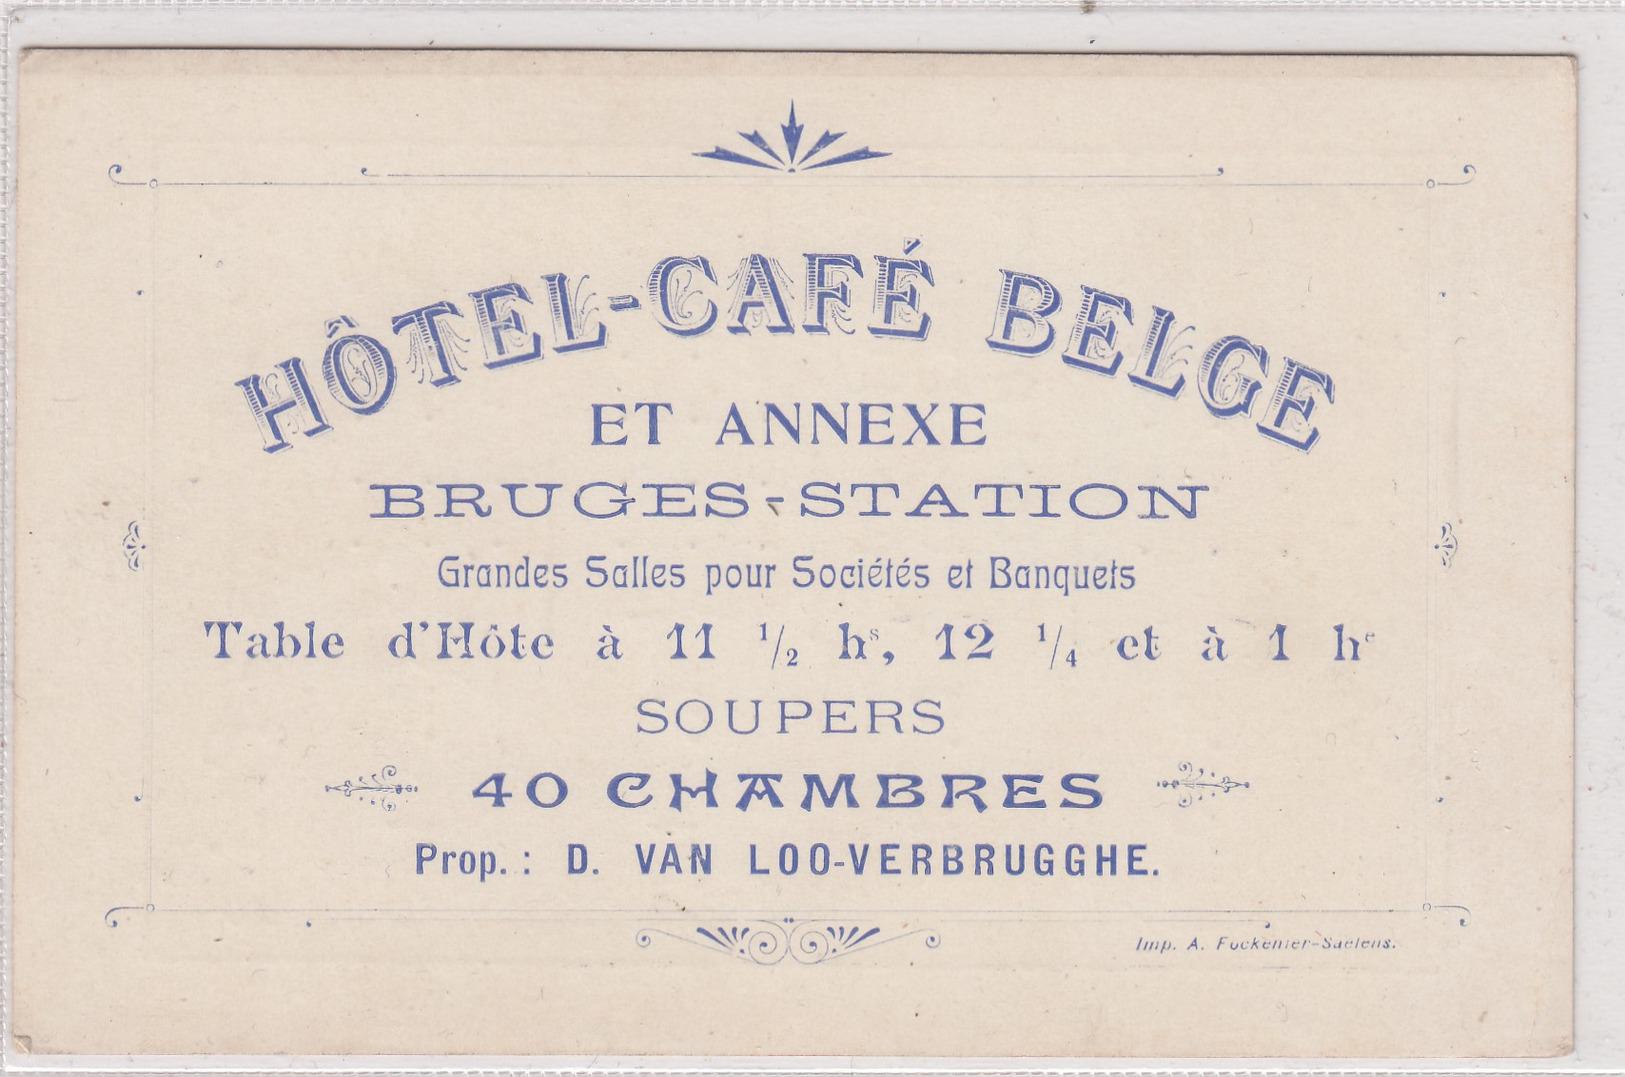 HÔTEL-CAFÉ BELGE
ET ANNEXE
BRUGES-STATION
Grandes Salles pour Sociétés et Banquets
Table d'Hôte à 11 1/2 hs, 12 1/4 et à 1 he
SOUPERS
40 CHAMBRES
Prop.: D. VAN LOO-VERBRUGGHE.
Imp. A. Fockenier-Saelens.